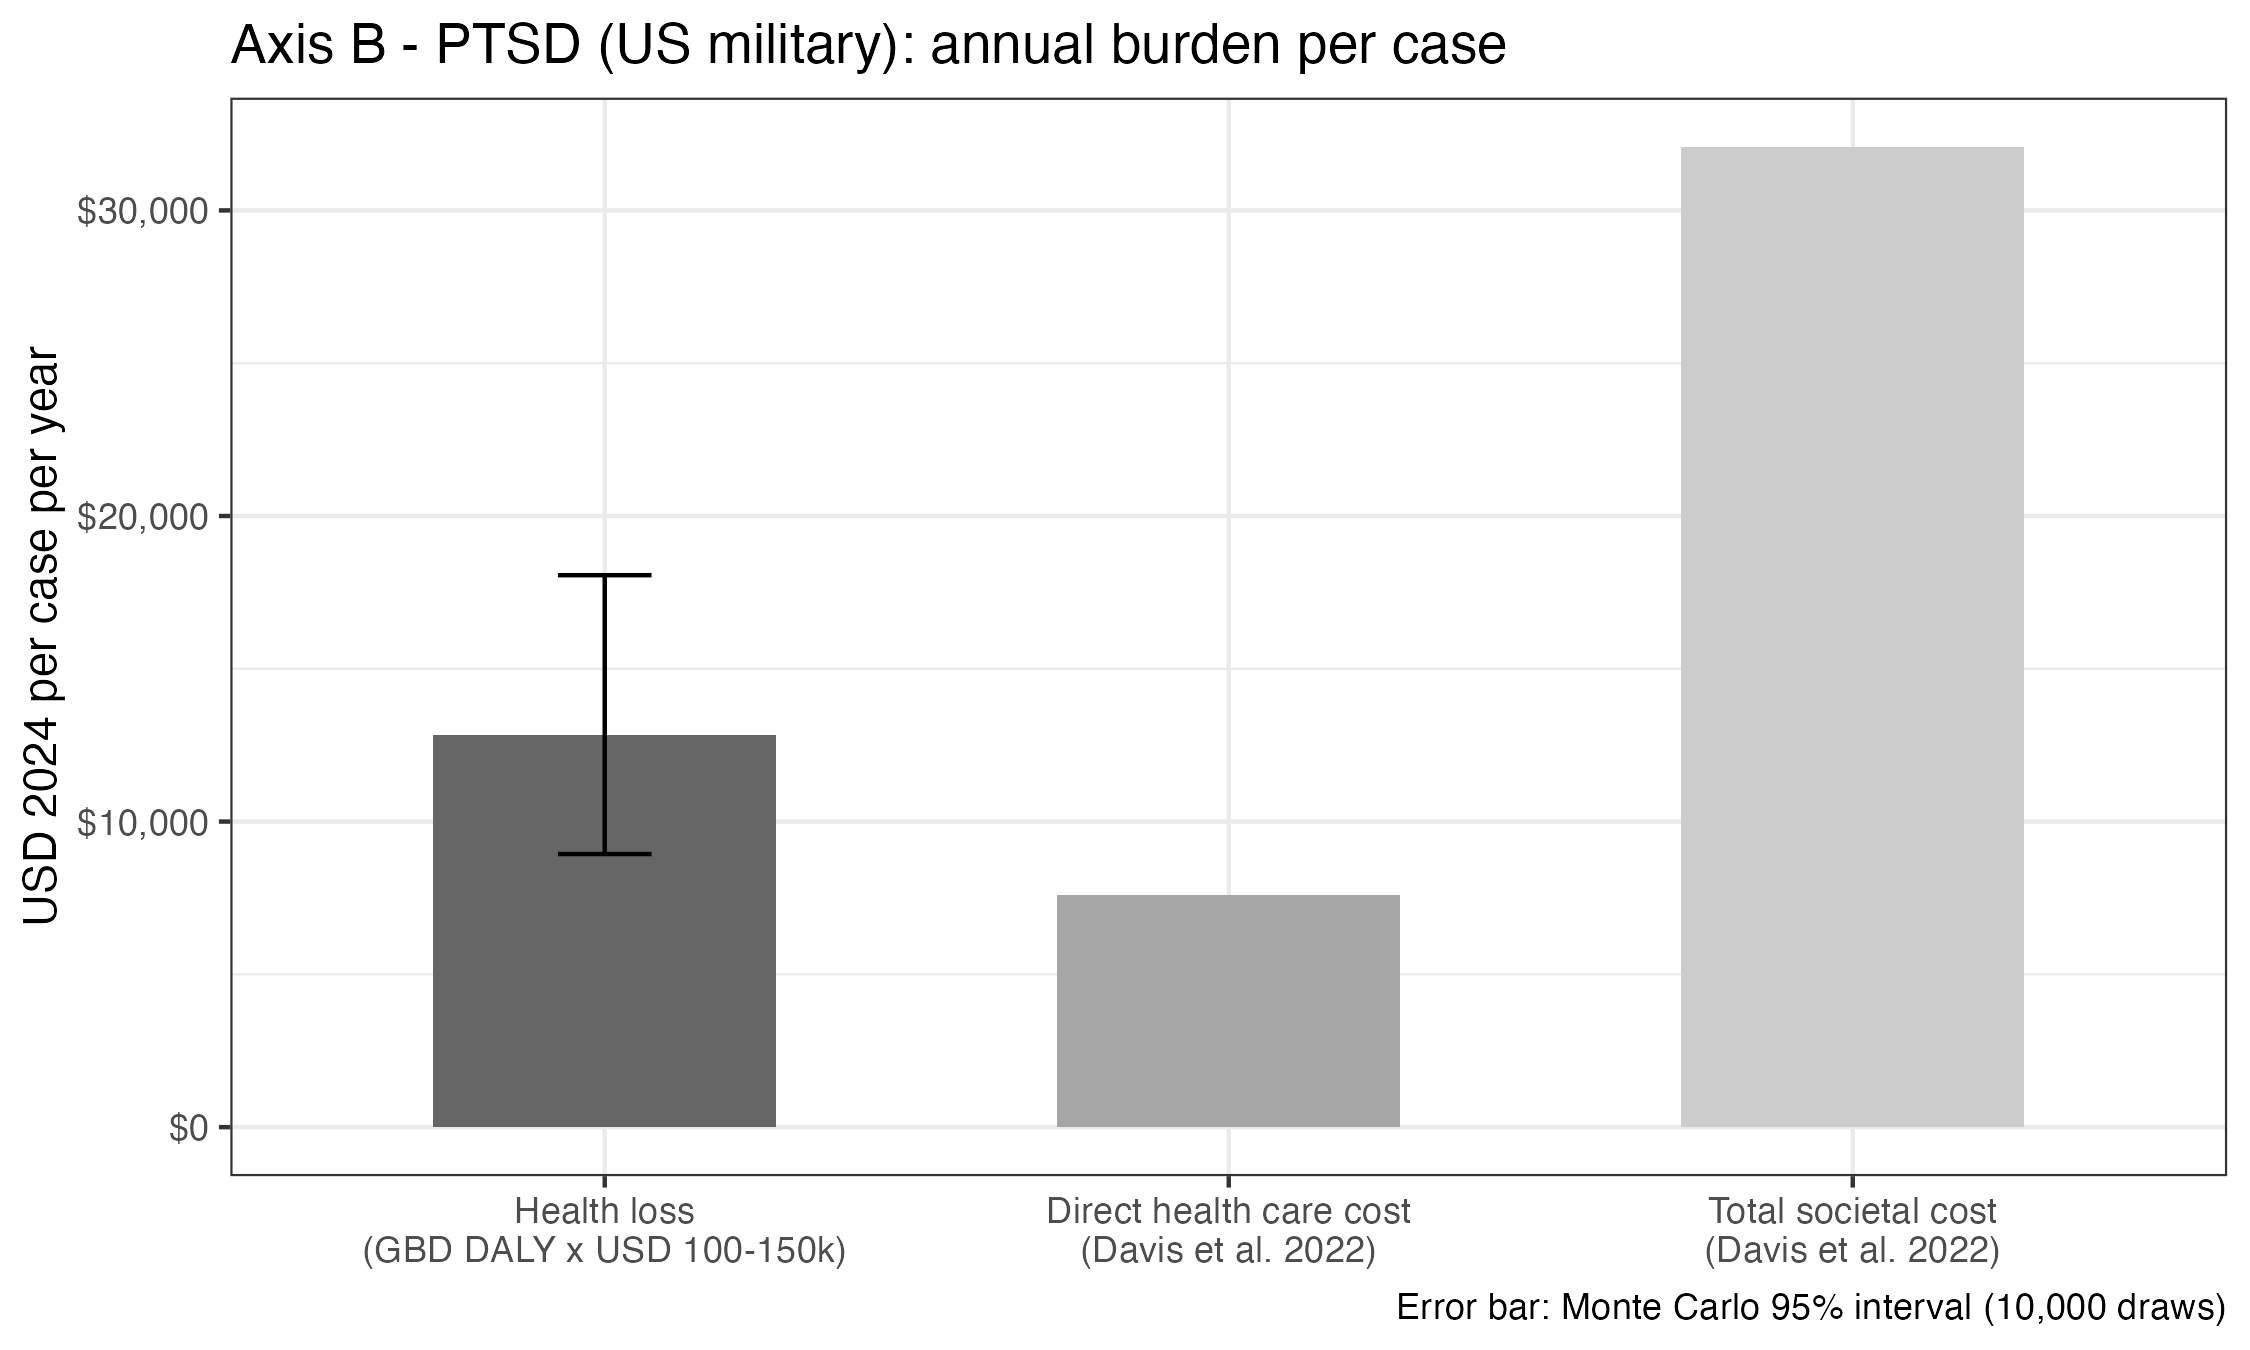 Axis B - PTSD (US military): annual burden per case
USD 2024 per case per year
$30,000
$20,000
$10,000
$0
Health loss
(GBD DALY x USD 100-150k)
Direct health care cost
(Davis et al. 2022)
Total societal cost
(Davis et al. 2022)
Error bar: Monte Carlo 95% interval (10,000 draws)